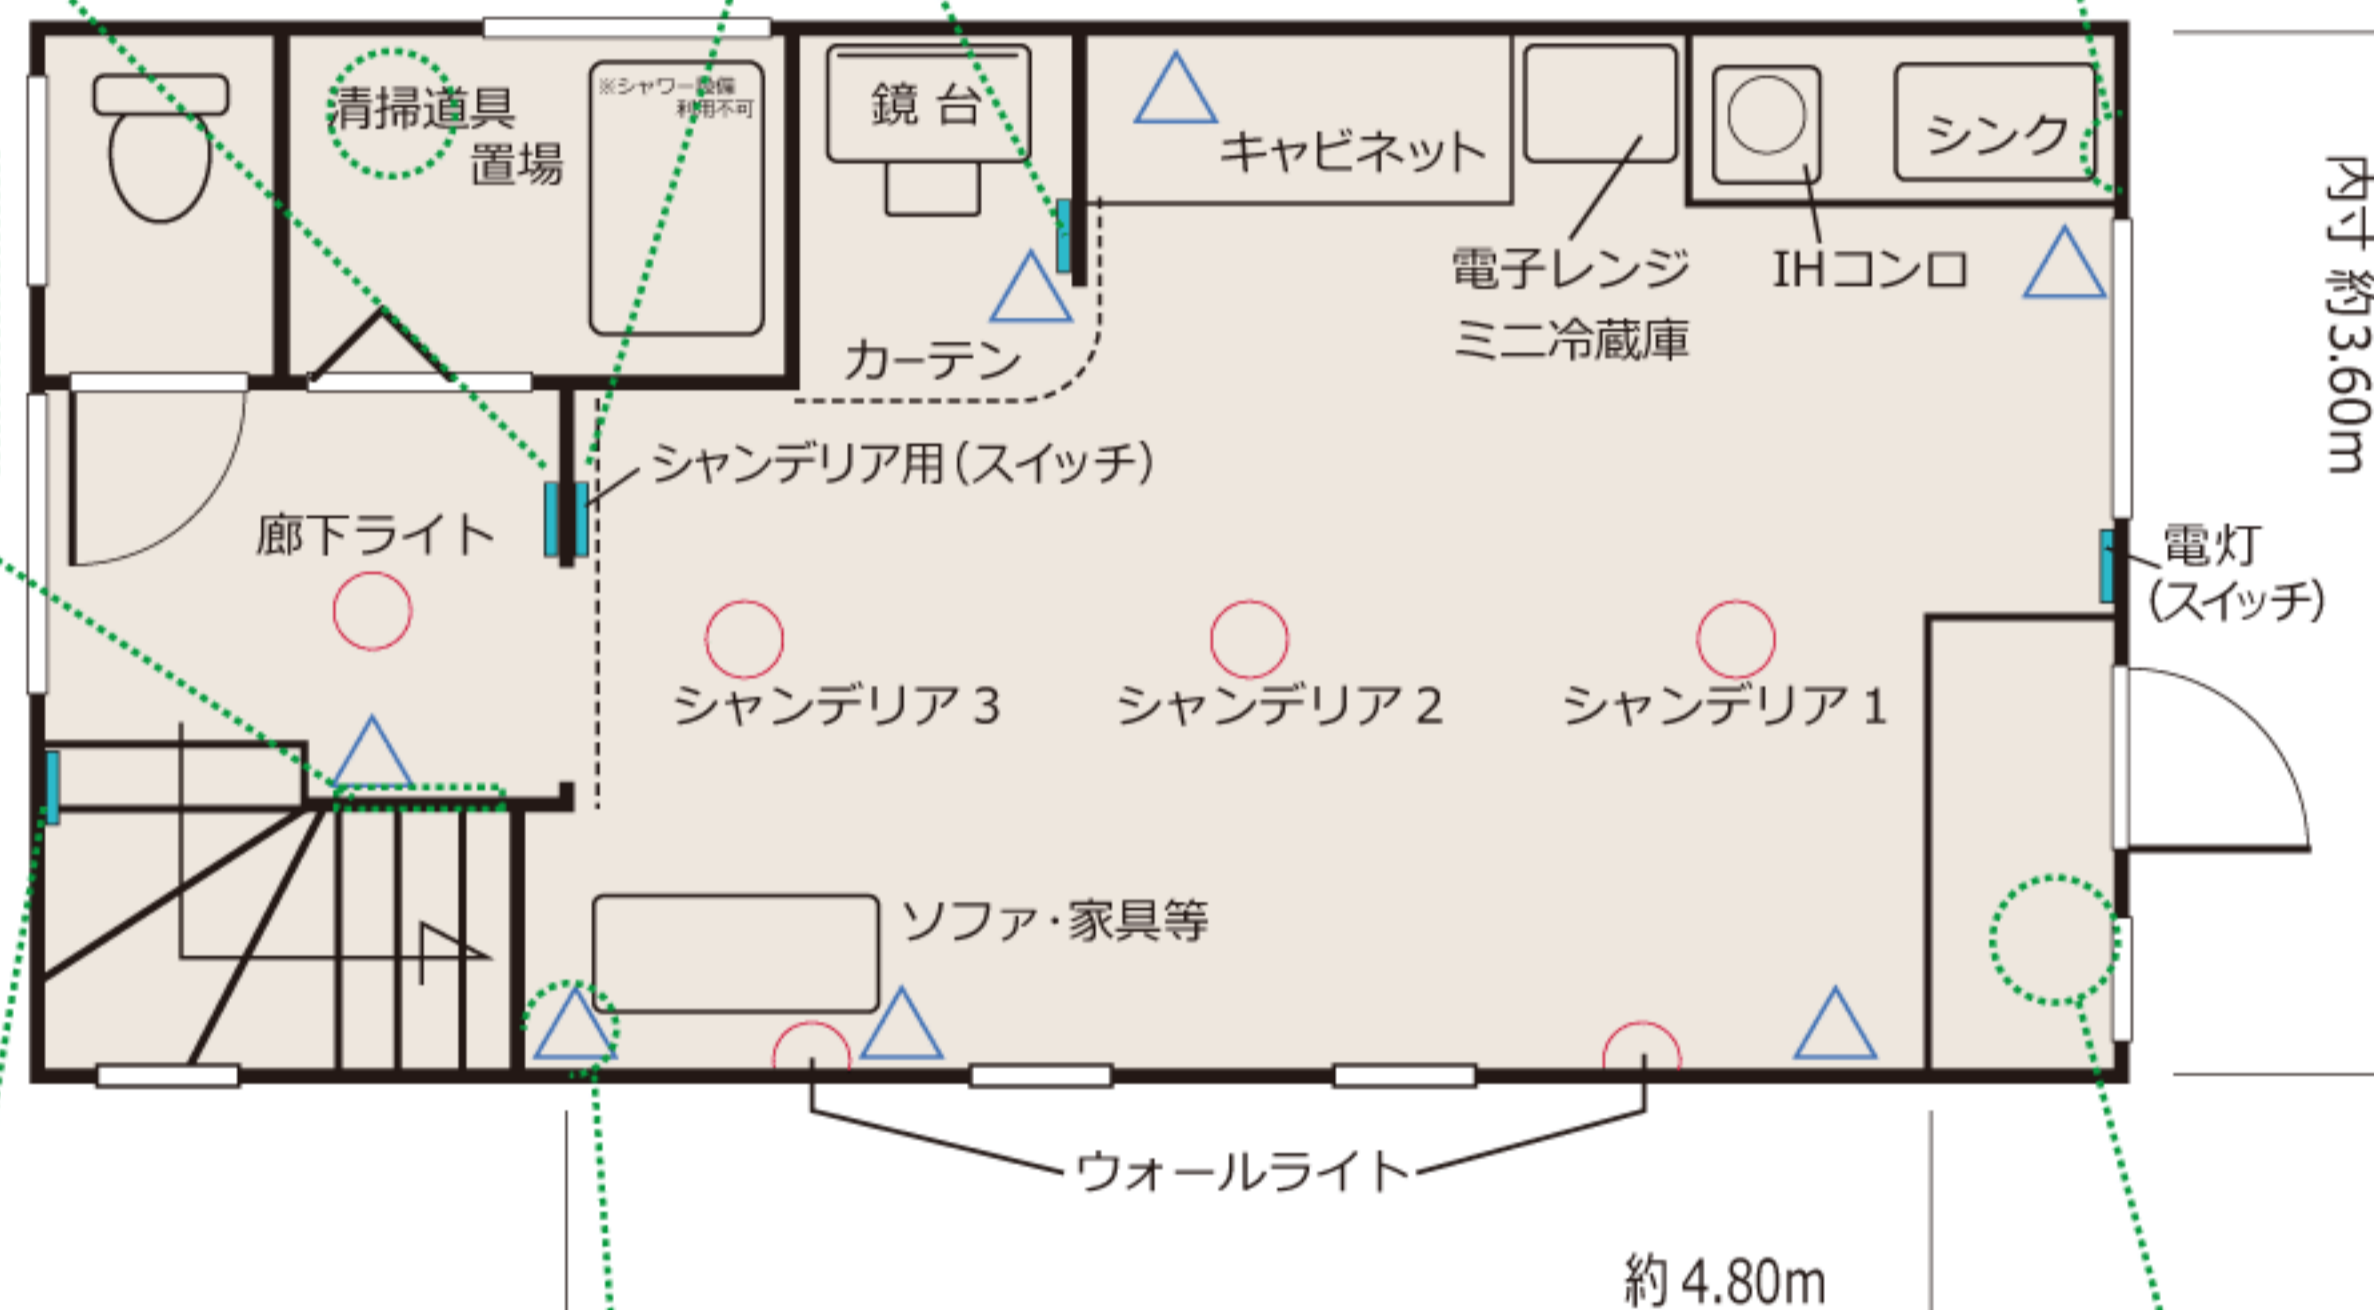 清掃道具
置場
※シャワー設備
利用不可
鏡 台
キャビネット
シンク
電子レンジ
ミニ冷蔵庫
IHコンロ
内寸 約3.60m
カーテン
シャンデリア用(スイッチ)
廊下ライト
電灯
(スイッチ)
シャンデリア3
シャンデリア2
シャンデリア1
ソファ・家具等
ウォールライト
約4.80m